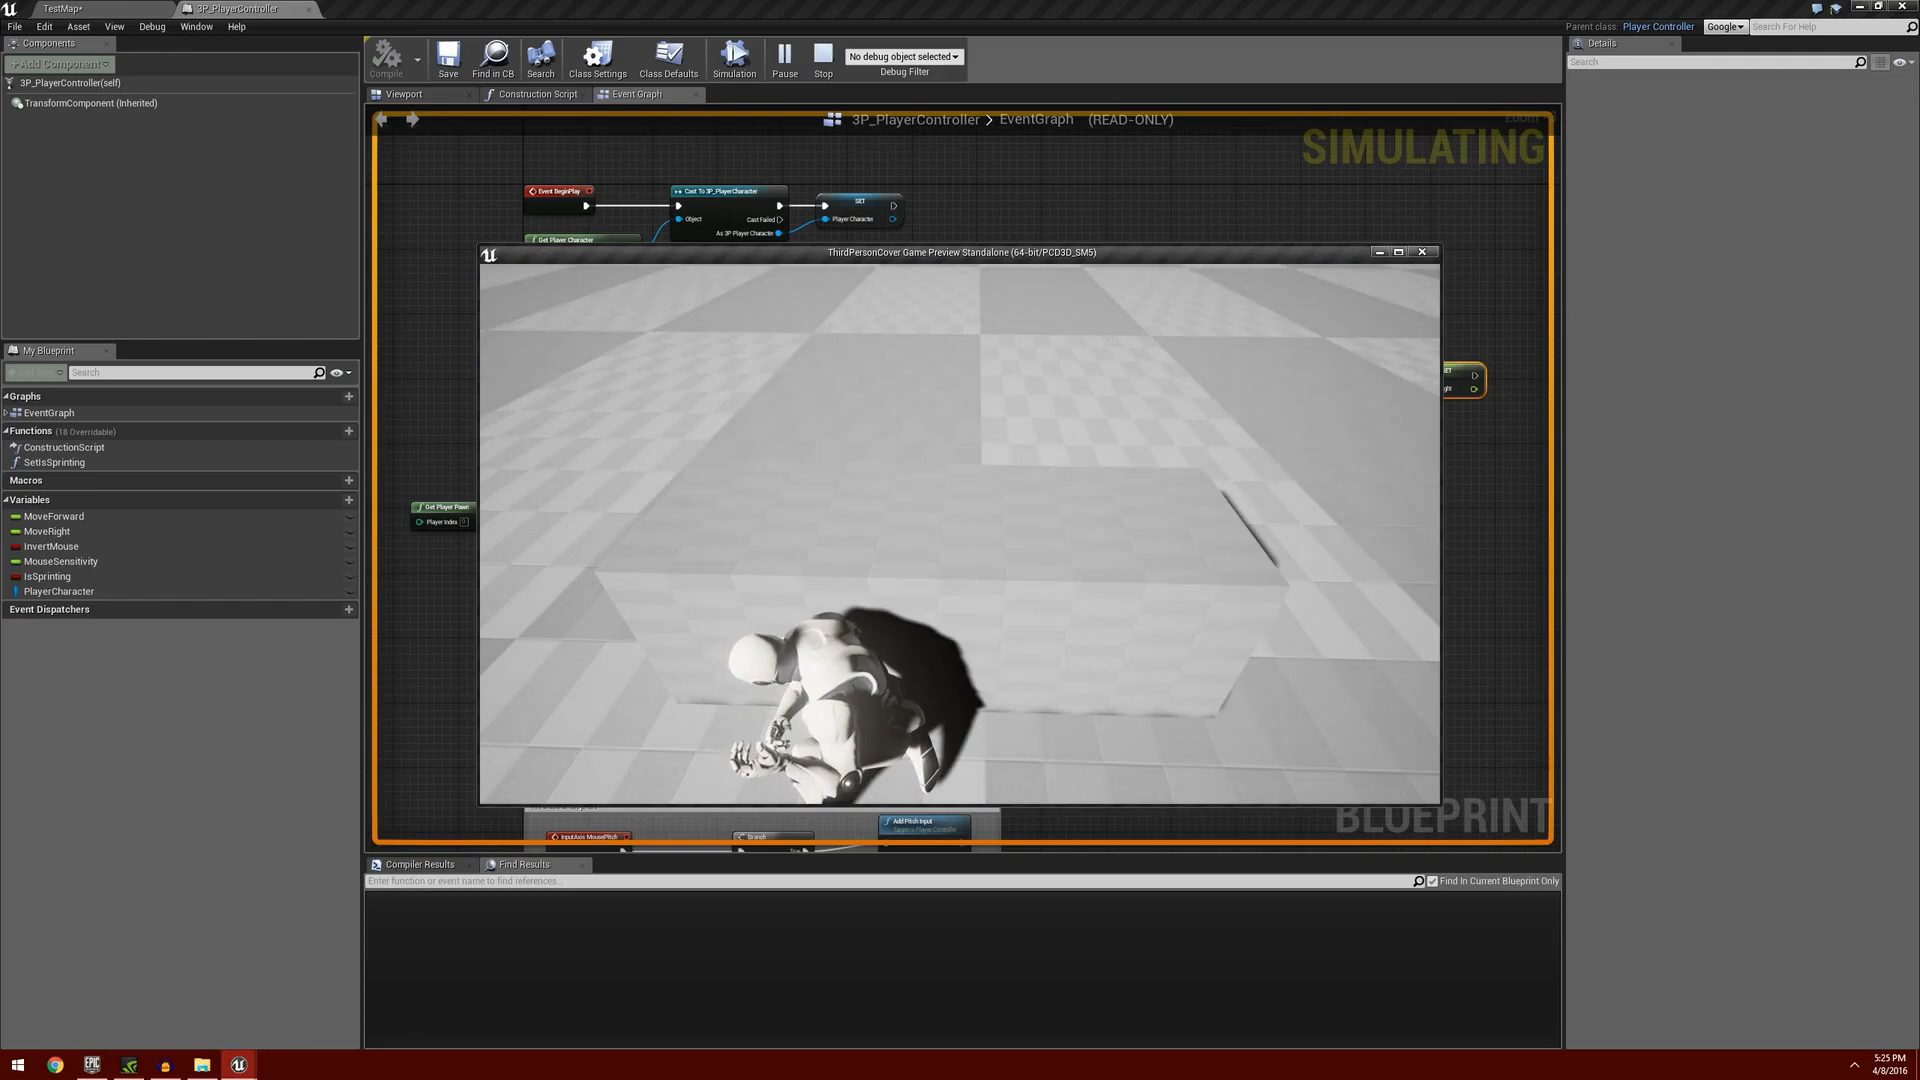 TestMap*
3P_PlayerController
File Edit Asset View Debug Window Help
Parent class: Player Controller Google Search For Help
Components
Add Component
3P_PlayerController(self)
TransformComponent (Inherited)
Compile Save Find in CB Search Class Settings Class Defaults Simulation Pause Stop
No debug object selected
Debug Filter
Details
Search
Viewport Construction Script Event Graph
3P_PlayerController > EventGraph (READ-ONLY)
SIMULATING
Event BeginPlay
Cast To 3P_PlayerCharacter
Object
Cast Failed
As 3P Player Character
SET
Player Character
Get Player Character
ThirdPersonCover Game Preview Standalone (64-bit/PCD3D_SM5)
My Blueprint
Search
Graphs
EventGraph
Functions (18 Overridable)
ConstructionScript
SetIsSprinting
Macros
Variables
MoveForward
MoveRight
InvertMouse
MouseSensitivity
IsSprinting
PlayerCharacter
Event Dispatchers
Get Player Pawn
Player Index 0
InputAxis MousePitch
Branch
True
Add Pitch Input
Target is Player Controller
BLUEPRINT
Compiler Results Find Results
Enter function or event name to find references...
Find In Current Blueprint Only
EPIC
5:25 PM
4/8/2016